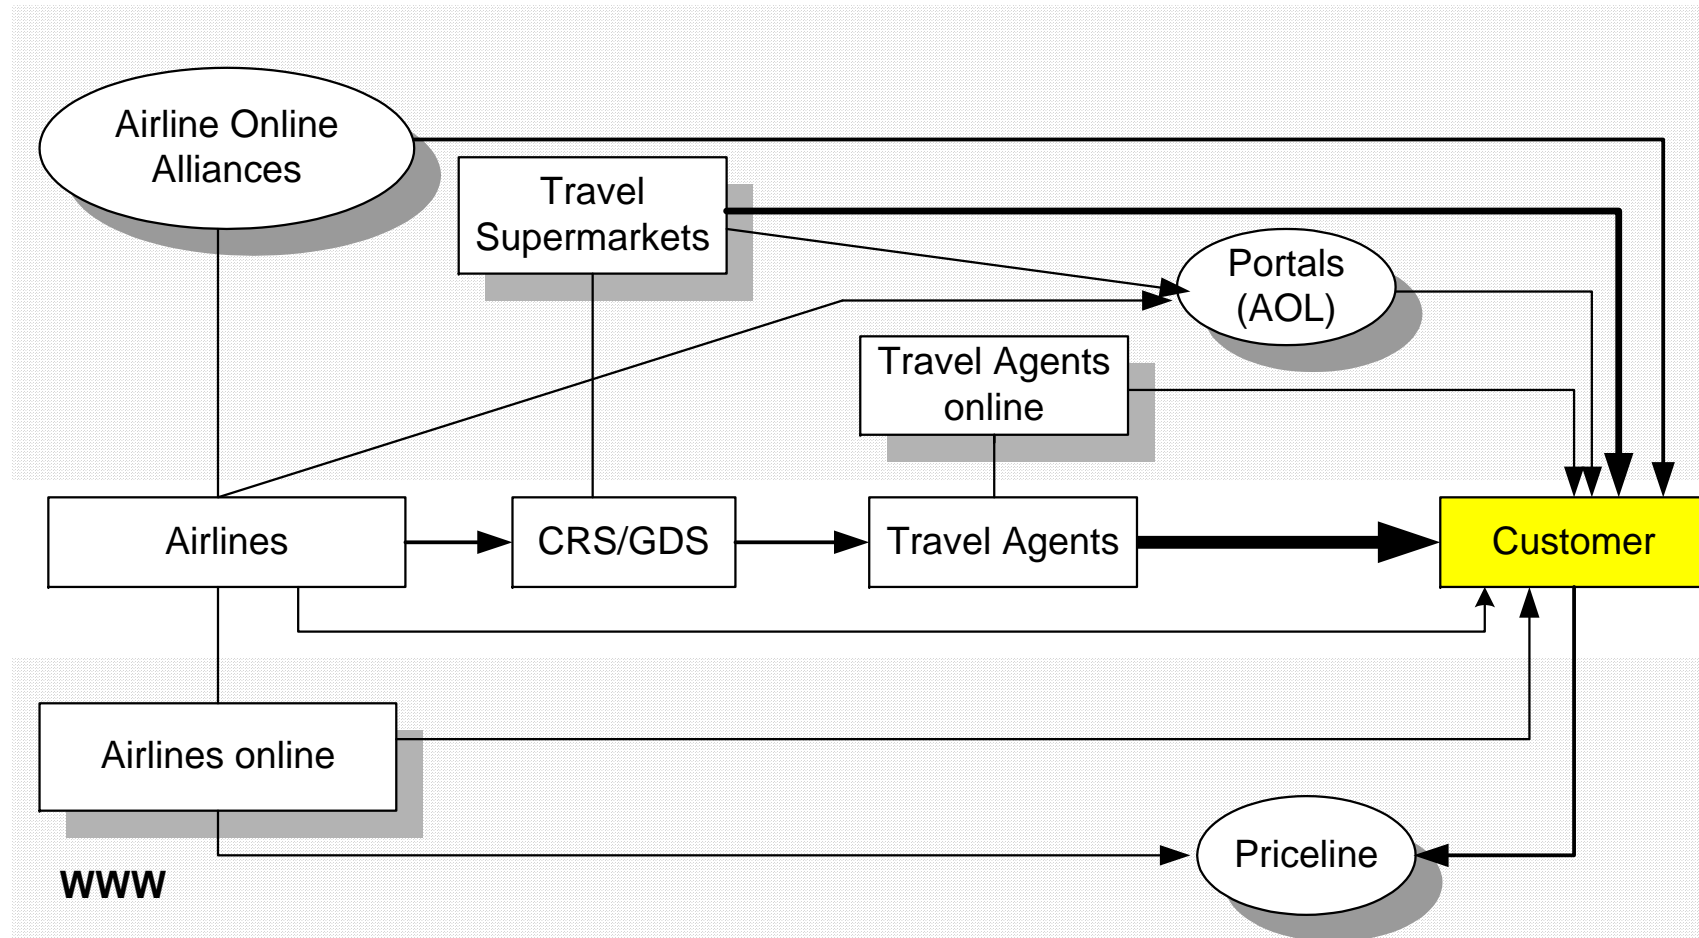 Airline Online
Alliances
Travel
Supermarkets
Portals
(AOL)
Travel Agents
online
Airlines
CRS/GDS
Travel Agents
Customer
Airlines online
Priceline
WWW